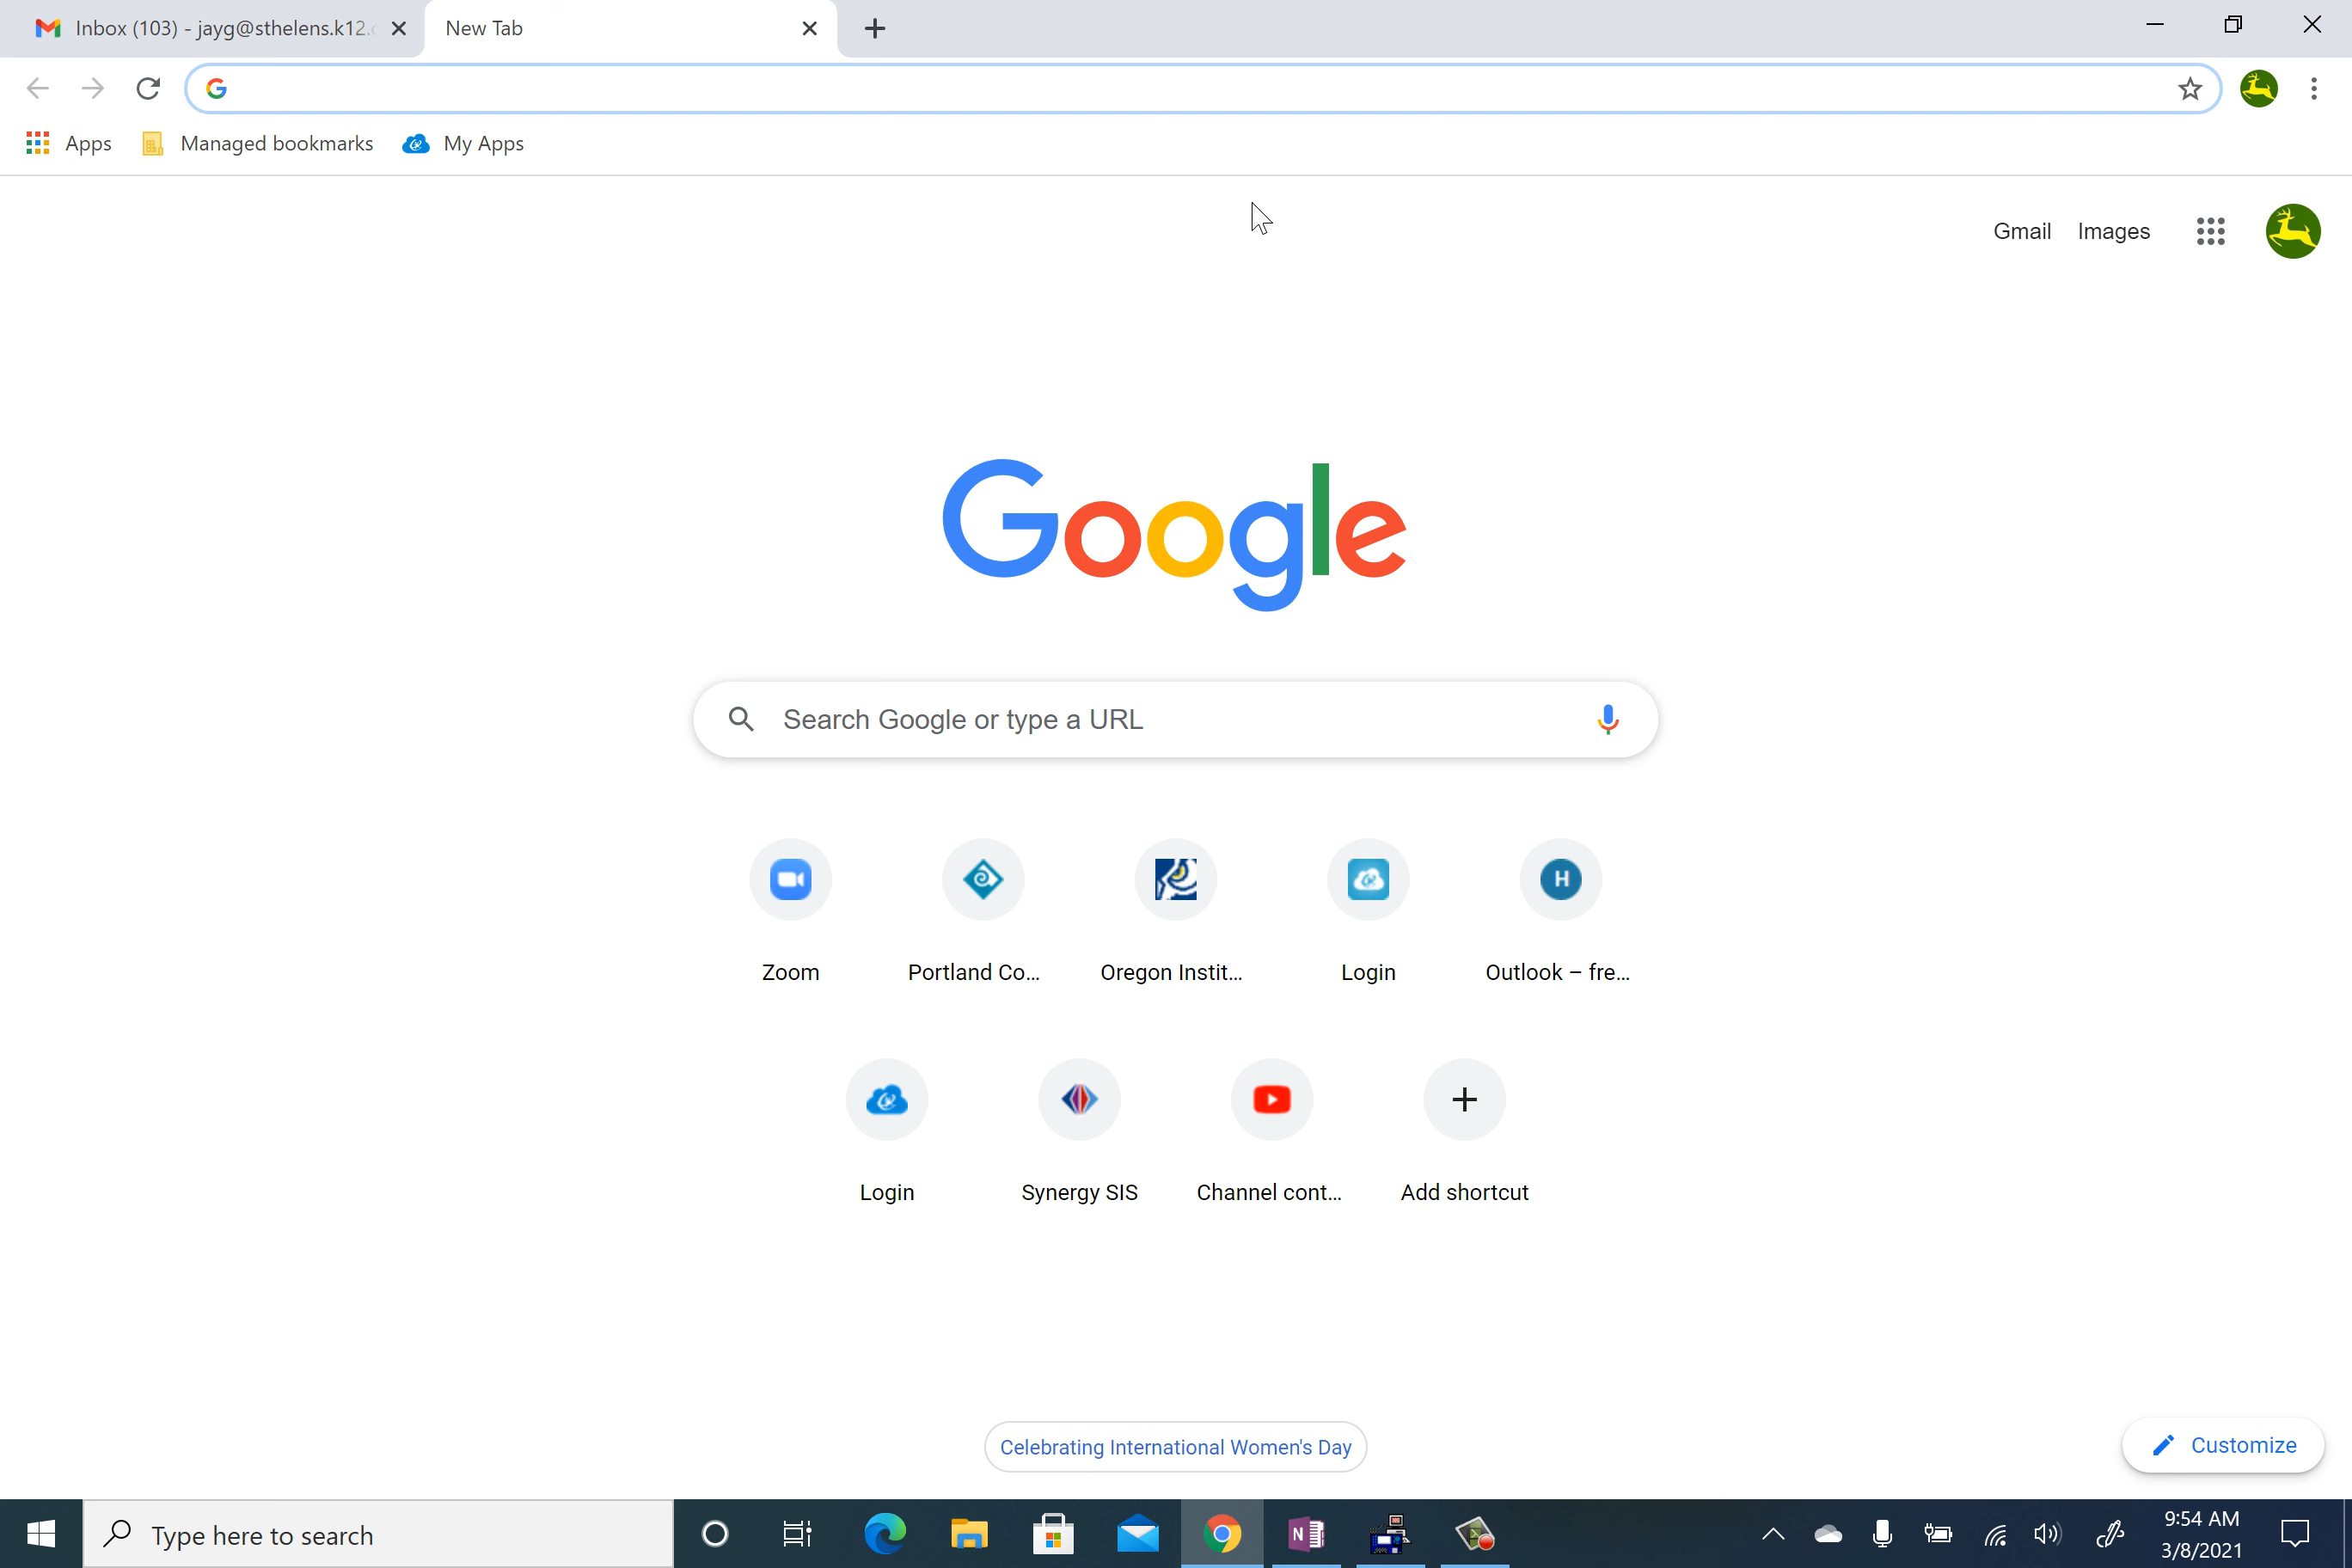 Inbox (103) - jayg@sthelens.k12.
New Tab
Apps
Managed bookmarks
My Apps
Gmail
Images
Google
Search Google or type a URL
Zoom
Portland Co...
Oregon Instit...
Login
Outlook – fre...
H
Login
Synergy SIS
Channel cont...
Add shortcut
Celebrating International Women's Day
Customize
Type here to search
N
9:54 AM
3/8/2021